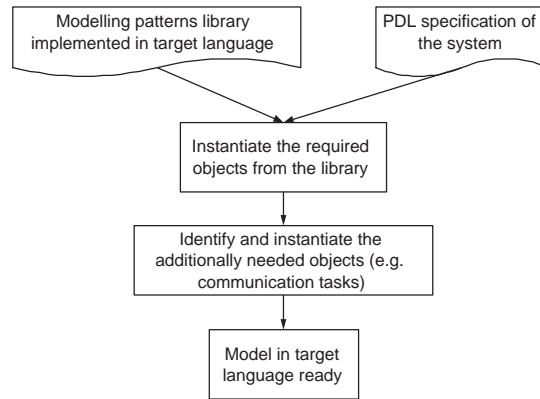 Modelling patterns library
implemented in target language
PDL specification of
the system
Instantiate the required
objects from the library
Identify and instantiate the
additionally needed objects (e.g.
communication tasks)
Model in target
language ready